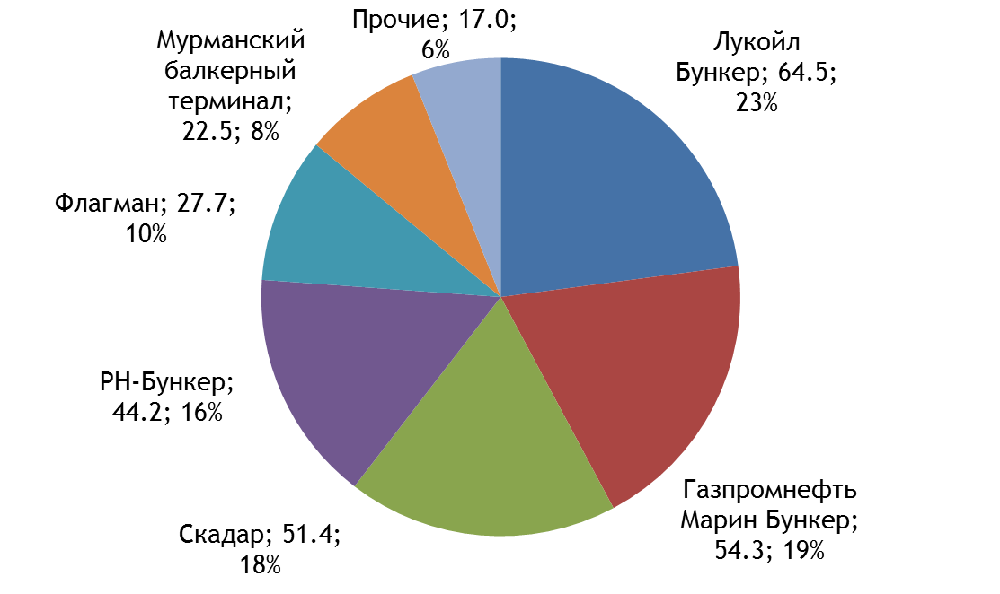 Прочие; 17.0;
6%
Лукойл
Бункер; 64.5;
23%
Мурманский
балкерный
терминал;
22.5; 8%
Флагман; 27.7;
10%
РН-Бункер;
44.2; 16%
Скадар; 51.4;
18%
Газпромнефть
Марин Бункер;
54.3; 19%